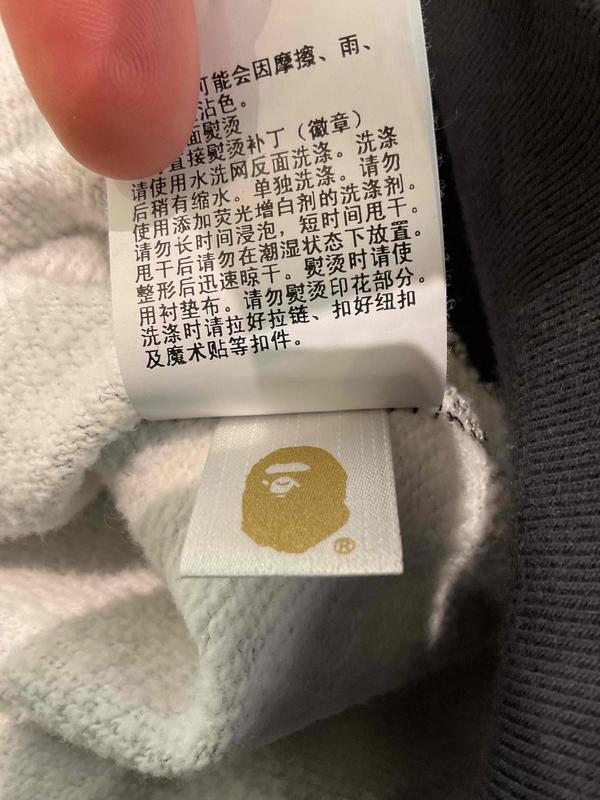 可能会因摩擦、雨、
沾色。
面熨烫
直接熨烫补丁（徽章）
请使用水洗网反面洗涤。洗涤
后稍有缩水。单独洗涤。请勿
使用添加荧光增白剂的洗涤剂。
请勿长时间浸泡，短时间甩干。
甩干后请勿在潮湿状态下放置。
整形后迅速晾干。熨烫时请使
用衬垫布。请勿熨烫印花部分。
洗涤时请拉好拉链、扣好纽扣
及魔术贴等扣件。
®